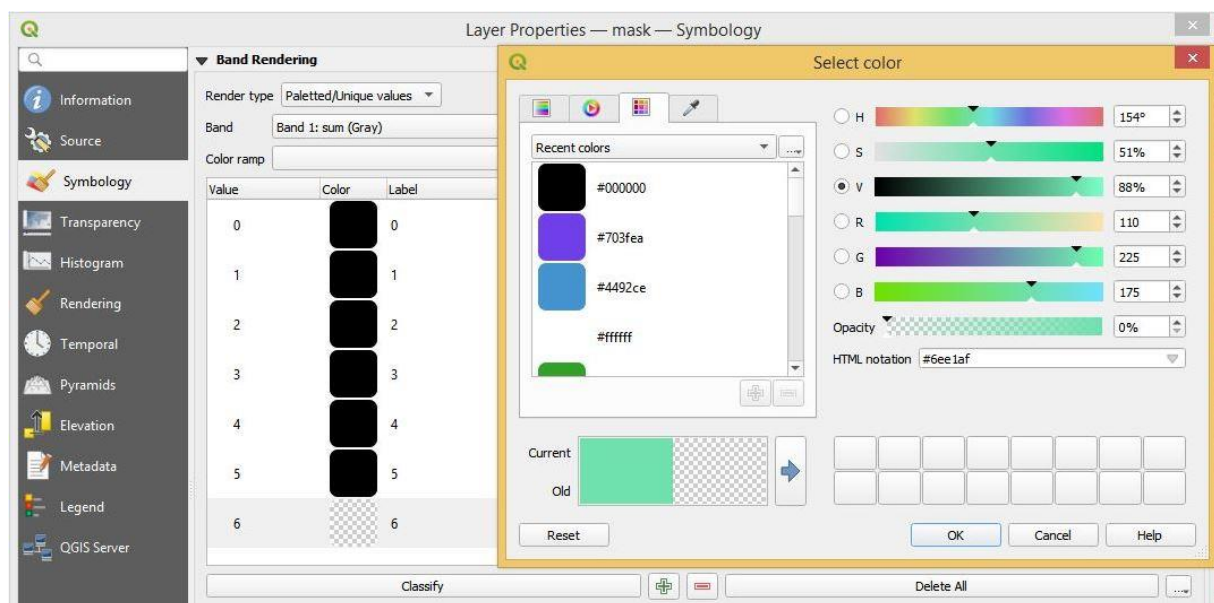 Layer Properties — mask — Symbology
Information
Source
Symbology
Transparency
Histogram
Rendering
Temporal
Pyramids
Elevation
Metadata
Legend
QGIS Server
Band Rendering
Render type Paletted/Unique values
Band Band 1: sum (Gray)
Color ramp
Value Color Label
0 0
1 1
2 2
3 3
4 4
5 5
6 6
Classify
Delete All
...
Select color
Recent colors
...
#000000
#703fea
#4492ce
#ffffff
H 154°
S 51%
V 88%
R 110
G 225
B 175
Opacity 0%
HTML notation #6ee1af
Current
Old
Reset
OK
Cancel
Help